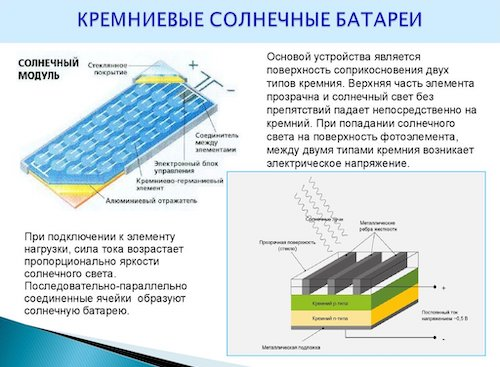 КРЕМНИЕВЫЕ СОЛНЕЧНЫЕ БАТАРЕИ
СОЛНЕЧНЫЙ
МОДУЛЬ
Стеклянное
покрытие
+
-
Соединитель
между
элементами
Электронный блок
управления
Кремниево-германиевый
элемент
Алюминиевый отражатель
Основой устройства является
поверхность соприкосновения двух
типов кремния. Верхняя часть элемента
прозрачна и солнечный свет без
препятствий падает непосредственно на
кремний. При попадании солнечного
света на поверхность фотоэлемента,
между двумя типами кремния возникает
электрическое напряжение.
При подключении к элементу
нагрузки, сила тока возрастает
пропорционально яркости
солнечного света.
Последовательно-параллельно
соединенные ячейки образуют
солнечную батарею.
Солнечные лучи
Металлические
ребра жесткости
Прозрачная поверхность
(стекло)
+
Кремний p-типа
Кремний n-типа
Постоянный ток
напряжением ~0,5 В
-
Металлическая подложка